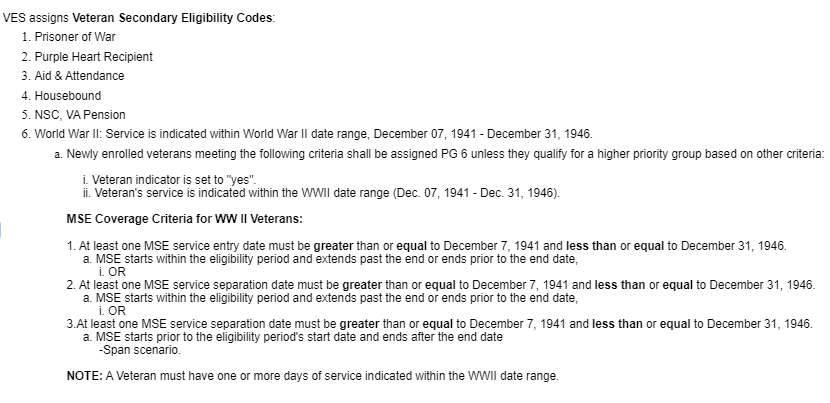 VES assigns Veteran Secondary Eligibility Codes:
1. Prisoner of War
2. Purple Heart Recipient
3. Aid & Attendance
4. Housebound
5. NSC, VA Pension
6. World War II: Service is indicated within World War II date range, December 07, 1941 - December 31, 1946.
a. Newly enrolled veterans meeting the following criteria shall be assigned PG 6 unless they qualify for a higher priority group based on other criteria:
i. Veteran indicator is set to "yes".
ii. Veteran's service is indicated within the WWII date range (Dec. 07, 1941 - Dec. 31, 1946).
MSE Coverage Criteria for WW II Veterans:
1. At least one MSE service entry date must be greater than or equal to December 7, 1941 and less than or equal to December 31, 1946.
a. MSE starts within the eligibility period and extends past the end or ends prior to the end date,
i. OR
2. At least one MSE service separation date must be greater than or equal to December 7, 1941 and less than or equal to December 31, 1946.
a. MSE starts within the eligibility period and extends past the end or ends prior to the end date,
i. OR
3.At least one MSE service separation date must be greater than or equal to December 7, 1941 and less than or equal to December 31, 1946.
a. MSE starts prior to the eligibility period's start date and ends after the end date
-Span scenario.
NOTE: A Veteran must have one or more days of service indicated within the WWII date range.